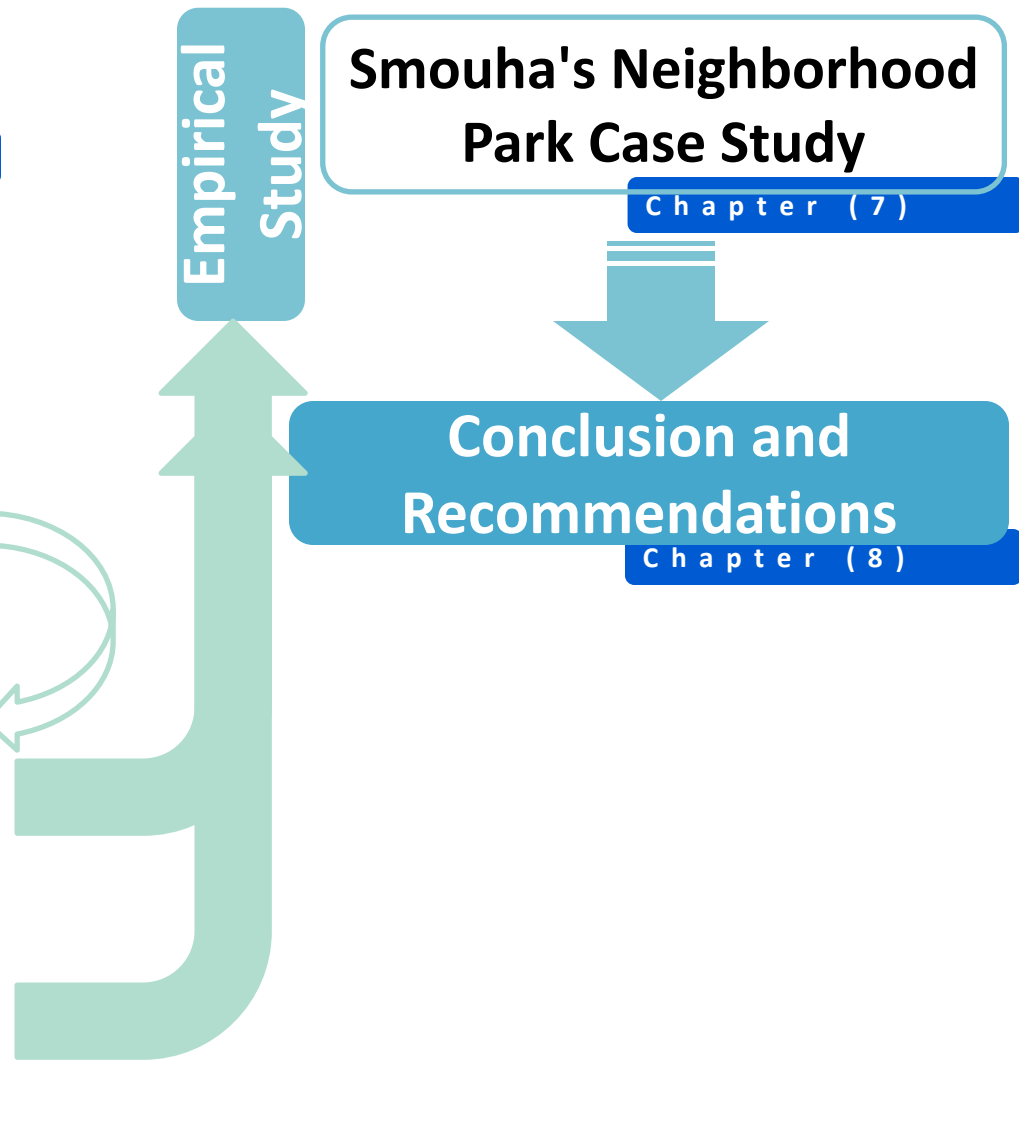 Empirical
Study
Smouha's Neighborhood
Park Case Study
Chapter (7)
Conclusion and
Recommendations
Chapter (8)